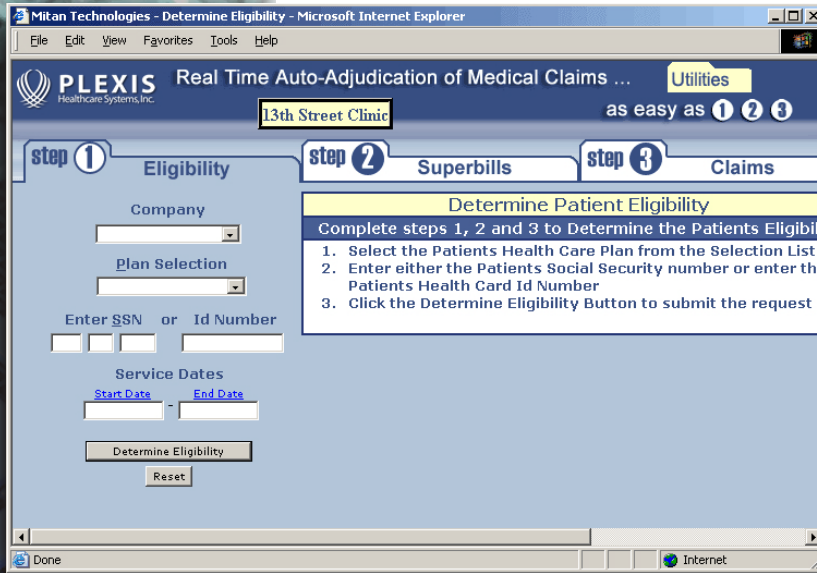 Mitan Technologies - Determine Eligibility - Microsoft Internet Explorer
File Edit View Favorites Tools Help
PLEXIS Real Time Auto-Adjudication of Medical Claims ... Utilities
Healthcare Systems, Inc.
13th Street Clinic as easy as 1 2 3
step 1 Eligibility step 2 Superbills step 3 Claims
Company
Plan Selection
Enter SSN or Id Number
Service Dates
Start Date - End Date
Determine Eligibility
Reset
Determine Patient Eligibility
Complete steps 1, 2 and 3 to Determine the Patients Eligibil
1. Select the Patients Health Care Plan from the Selection List
2. Enter either the Patients Social Security number or enter th
Patients Health Card Id Number
3. Click the Determine Eligibility Button to submit the request
Done Internet